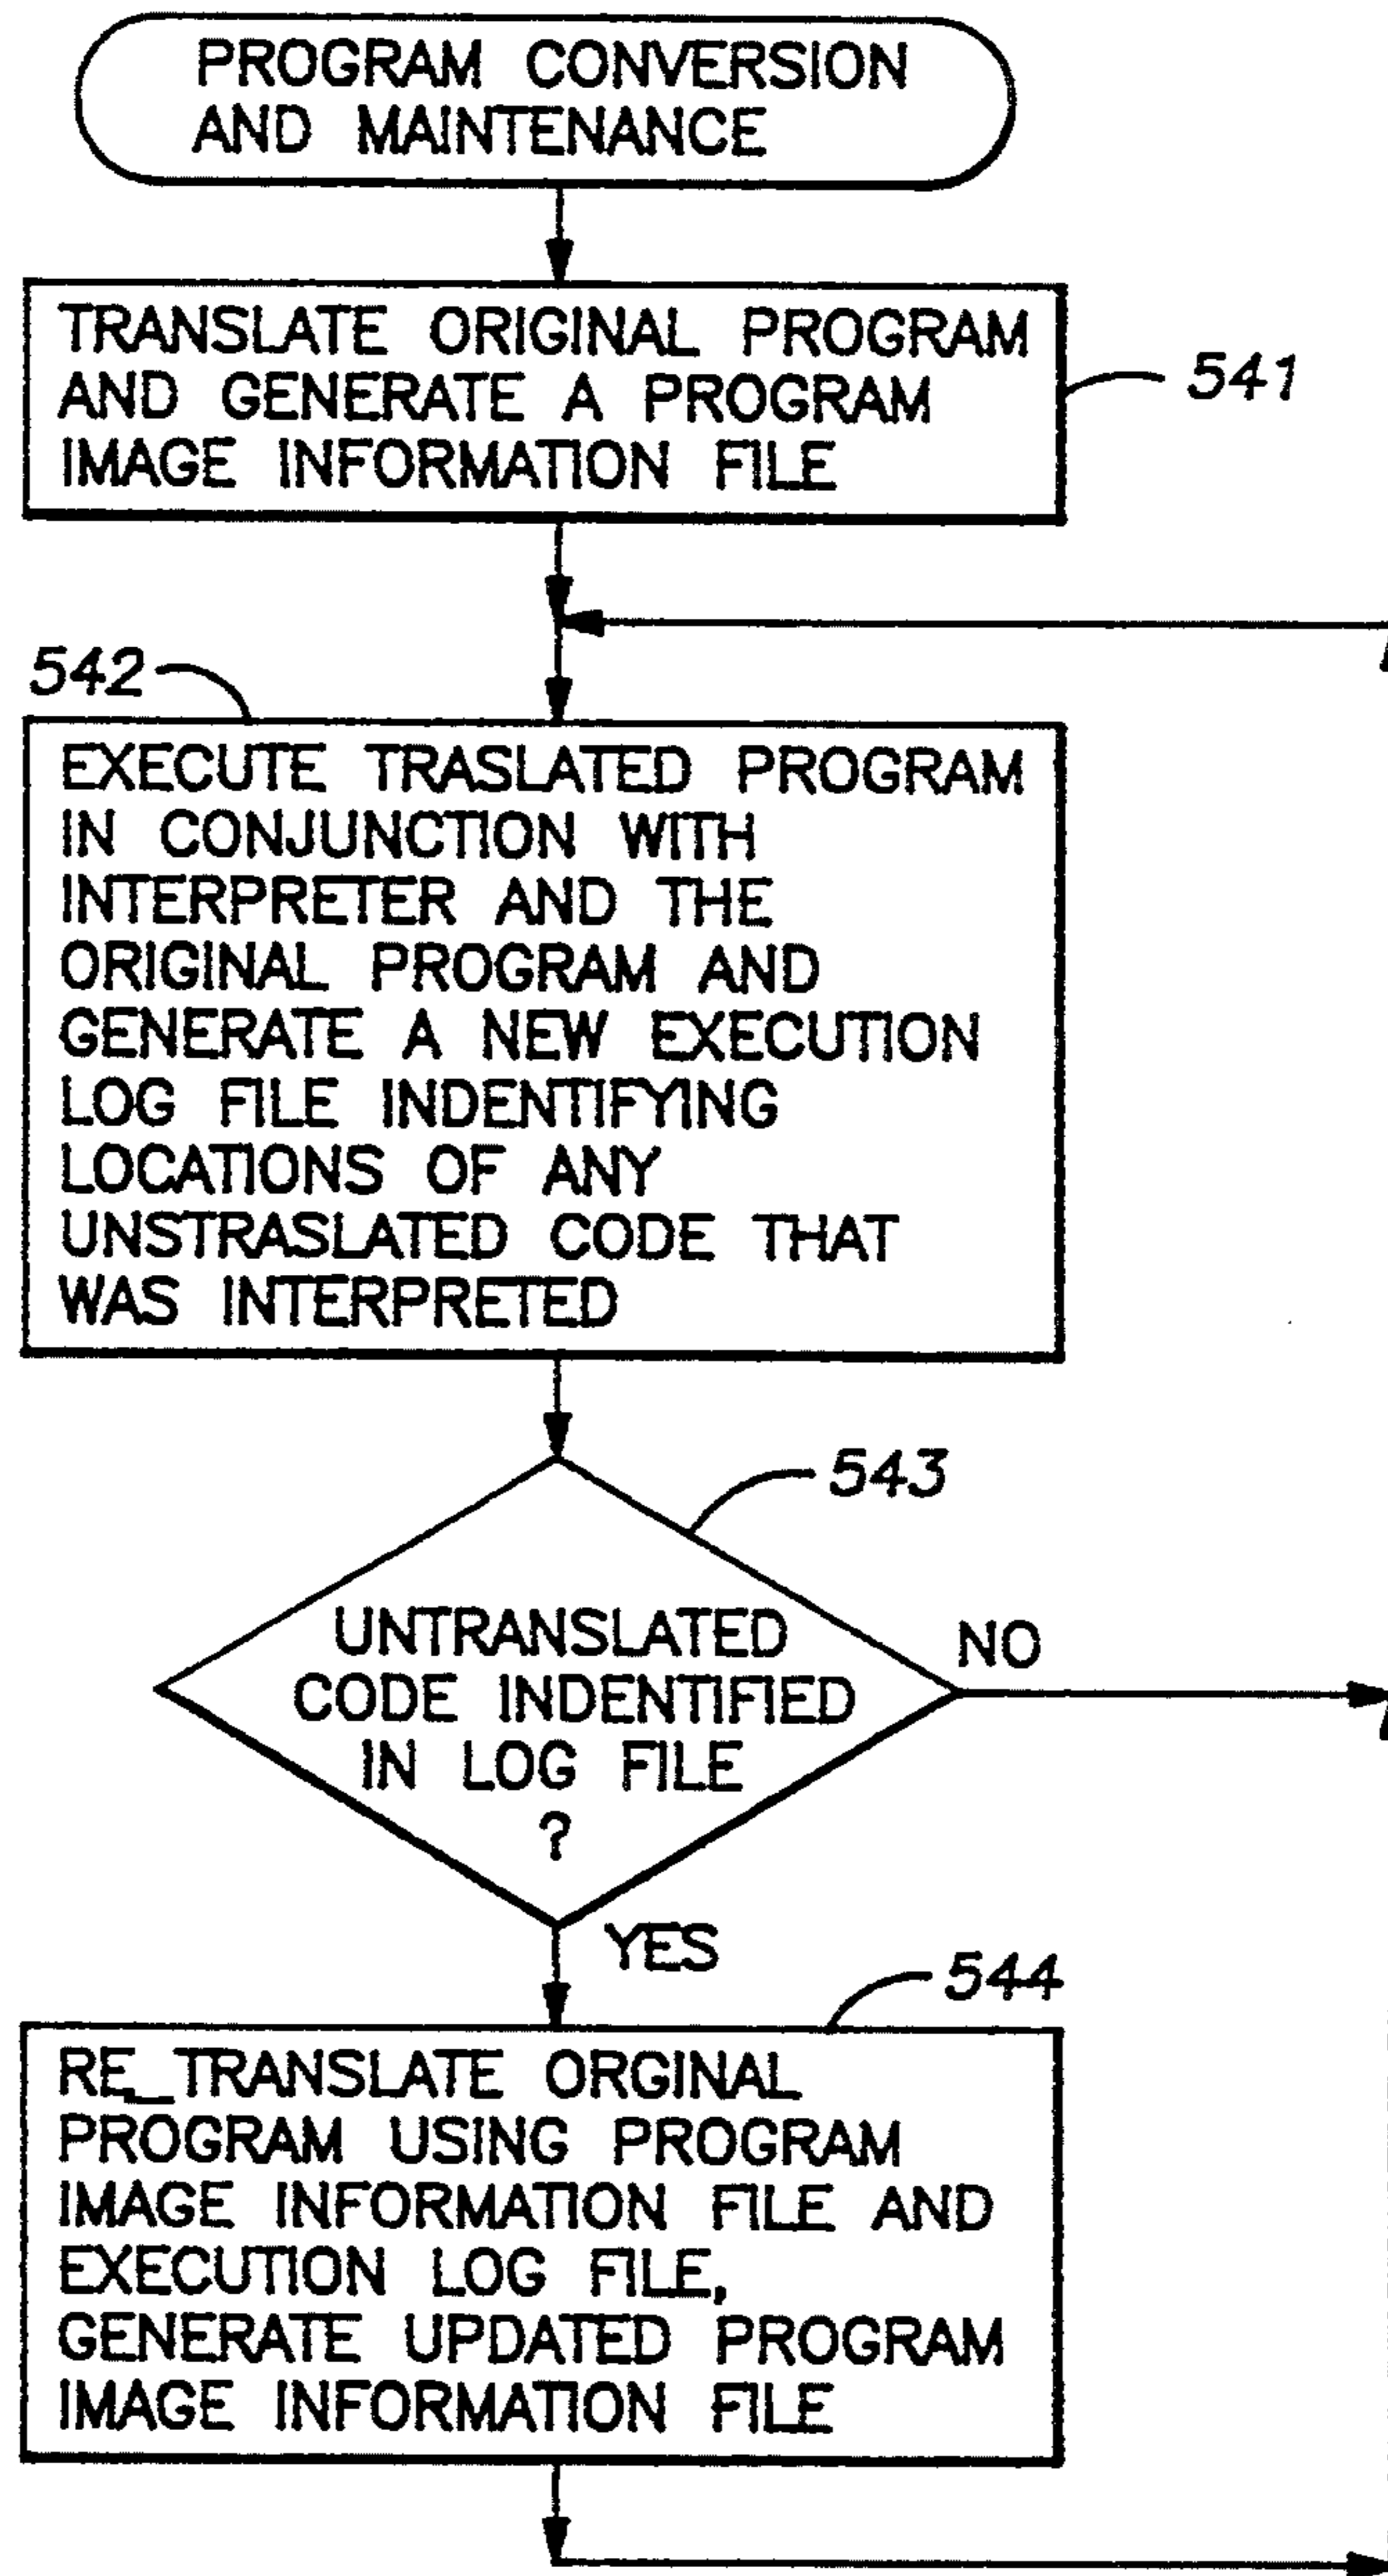 PROGRAM CONVERSION
AND MAINTENANCE
TRANSLATE ORIGINAL PROGRAM
AND GENERATE A PROGRAM
IMAGE INFORMATION FILE
541
542
EXECUTE TRASLATED PROGRAM
IN CONJUNCTION WITH
INTERPRETER AND THE
ORIGINAL PROGRAM AND
GENERATE A NEW EXECUTION
LOG FILE INDENTIFYING
LOCATIONS OF ANY
UNSTRASLATED CODE THAT
WAS INTERPRETED
543
UNTRANSLATED
CODE INDENTIFIED
IN LOG FILE
?
NO
YES
544
RE_TRANSLATE ORGINAL
PROGRAM USING PROGRAM
IMAGE INFORMATION FILE AND
EXECUTION LOG FILE,
GENERATE UPDATED PROGRAM
IMAGE INFORMATION FILE